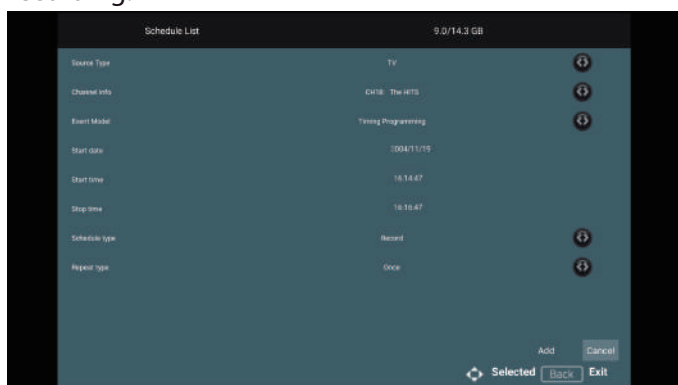 Schedule List 9.0/14.3 GB
Source Type TV
Channel info CH18: The HITS
Event Model Timing Programming
Start date 2004/11/19
Start time 16:14:47
Stop time 16:16:47
Schedule type Record
Repeat type Once
Add Cancel
Selected Back Exit